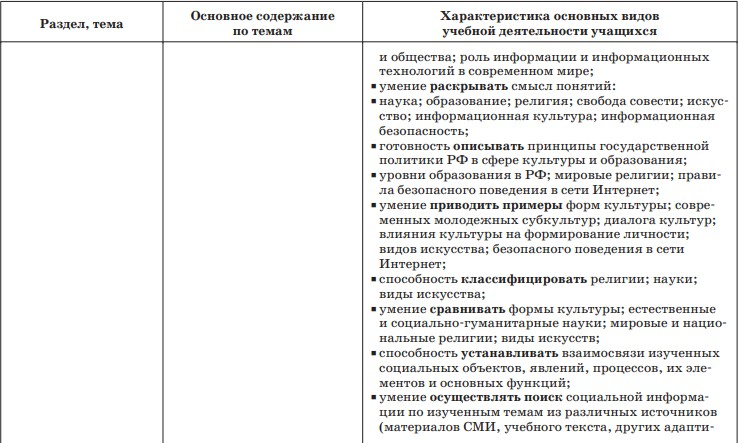 Раздел, тема
Основное содержание
по темам
Характеристика основных видов
учебной деятельности учащихся
и общества; роль информации и информационных
технологий в современном мире;
▪ умение раскрывать смысл понятий:
▪ наука; образование; религия; свобода совести; искус-
ство; информационная культура; информационная
безопасность;
▪ готовность описывать принципы государственной
политики РФ в сфере культуры и образования;
▪ уровни образования в РФ; мировые религии; прави-
ла безопасного поведения в сети Интернет;
▪ умение приводить примеры форм культуры; совре-
менных молодежных субкультур; диалога культур;
влияния культуры на формирование личности;
видов искусства; безопасного поведения в сети
Интернет;
▪ способность классифицировать религии; науки;
виды искусства;
▪ умение сравнивать формы культуры; естественные
и социально-гуманитарные науки; мировые и нацио-
нальные религии; виды искусств;
▪ способность устанавливать взаимосвязи изученных
социальных объектов, явлений, процессов, их эле-
ментов и основных функций;
▪ умение осуществлять поиск социальной информа-
ции по изученным темам из различных источников
(материалов СМИ, учебного текста, других адапти-